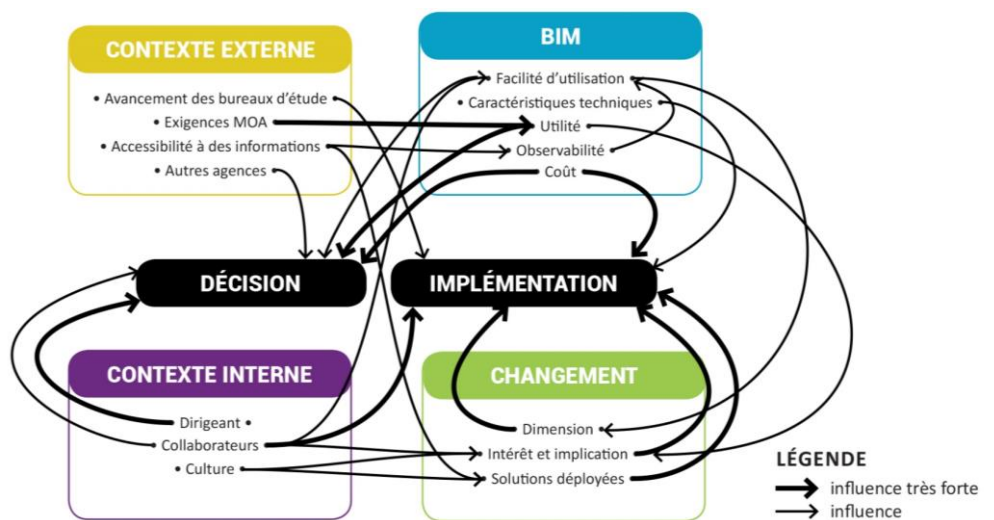 CONTEXTE EXTERNE
• Avancement des bureaux d'étude
• Exigences MOA
• Accessibilité à des informations
• Autres agences
BIM
Facilité d'utilisation
• Caractéristiques techniques
Utilité
Observabilité
Coût
DÉCISION
IMPLÉMENTATION
CONTEXTE INTERNE
Dirigeant •
Collaborateurs
• Culture
CHANGEMENT
• Dimension
• Intérêt et implication
• Solutions déployées
LÉGENDE
influence très forte
influence